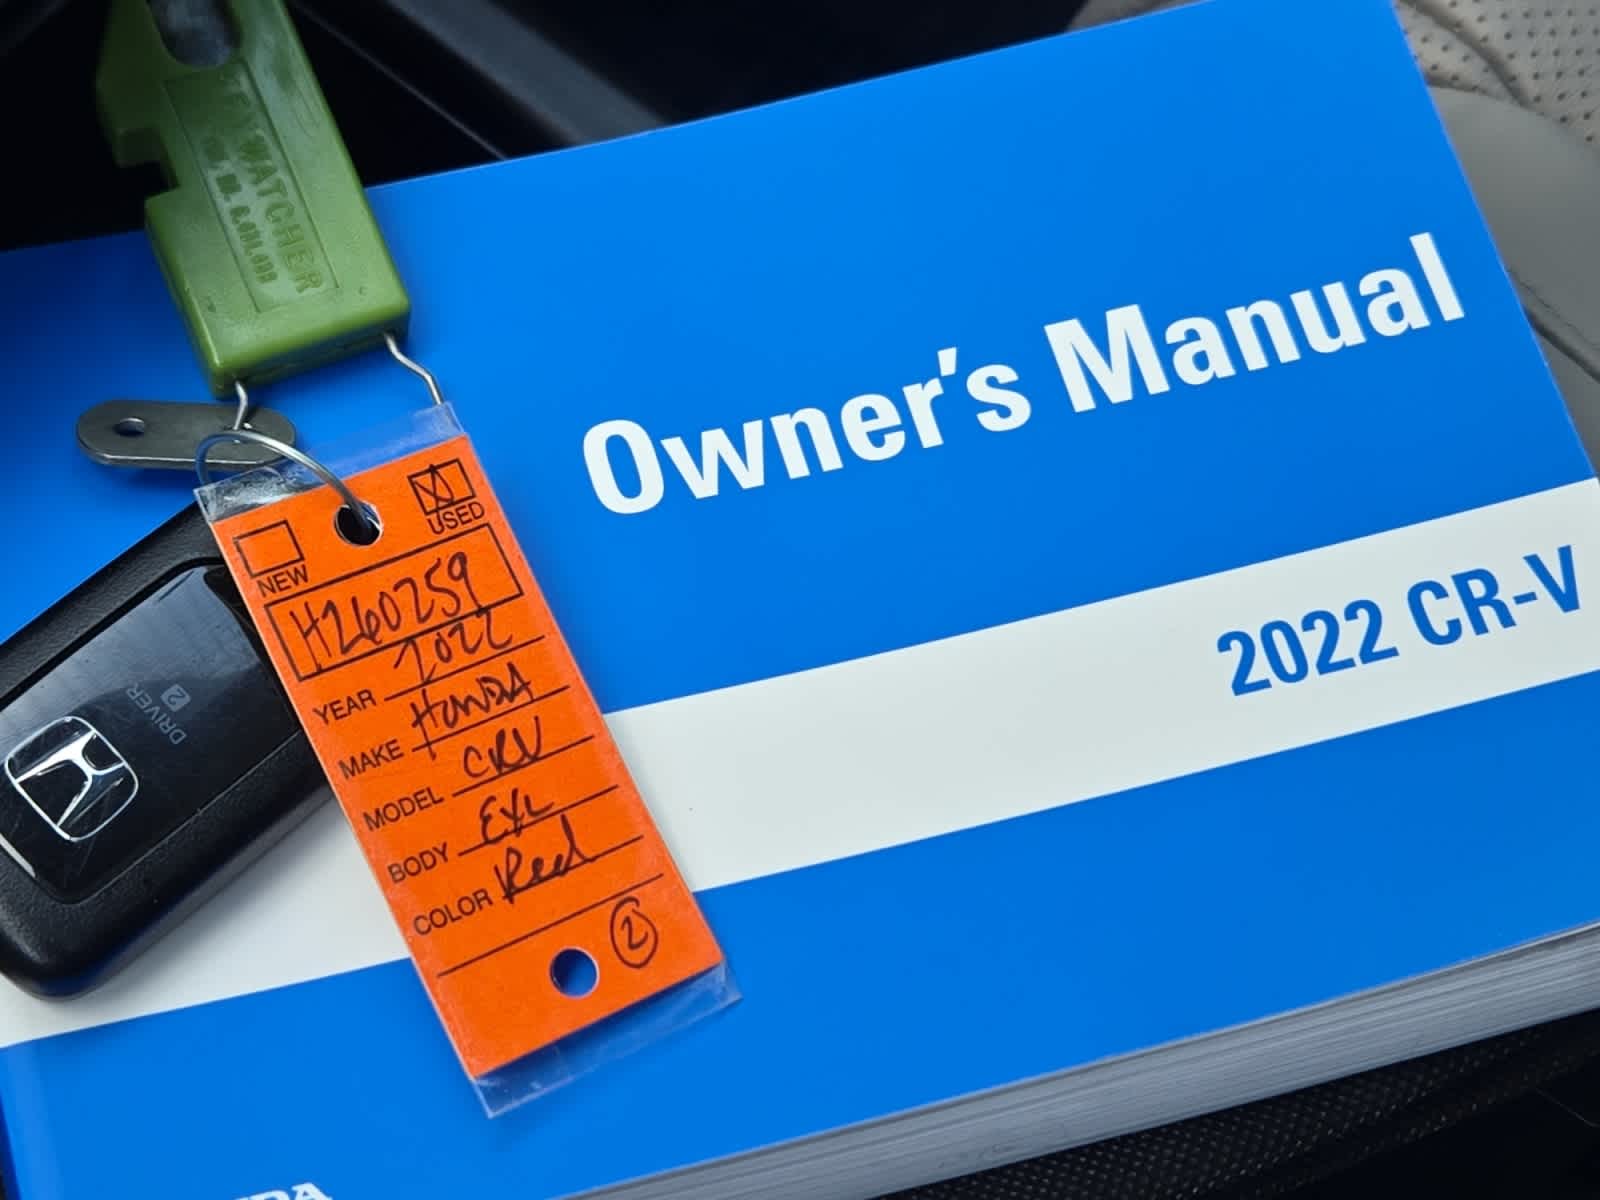 WATCHER
Owner's Manual
2022 CR-V
USED
NEW
H260259
YEAR 2022
MAKE HONDA
MODEL CRV
BODY EXL
COLOR Red
2
DRIVER
2